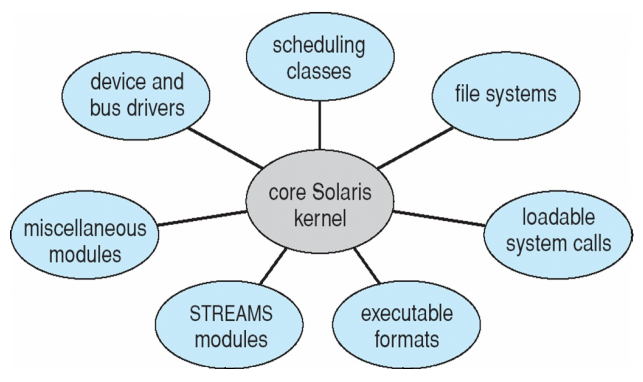 scheduling
classes
device and
bus drivers
file systems
core Solaris
kernel
miscellaneous
modules
loadable
system calls
STREAMS
modules
executable
formats